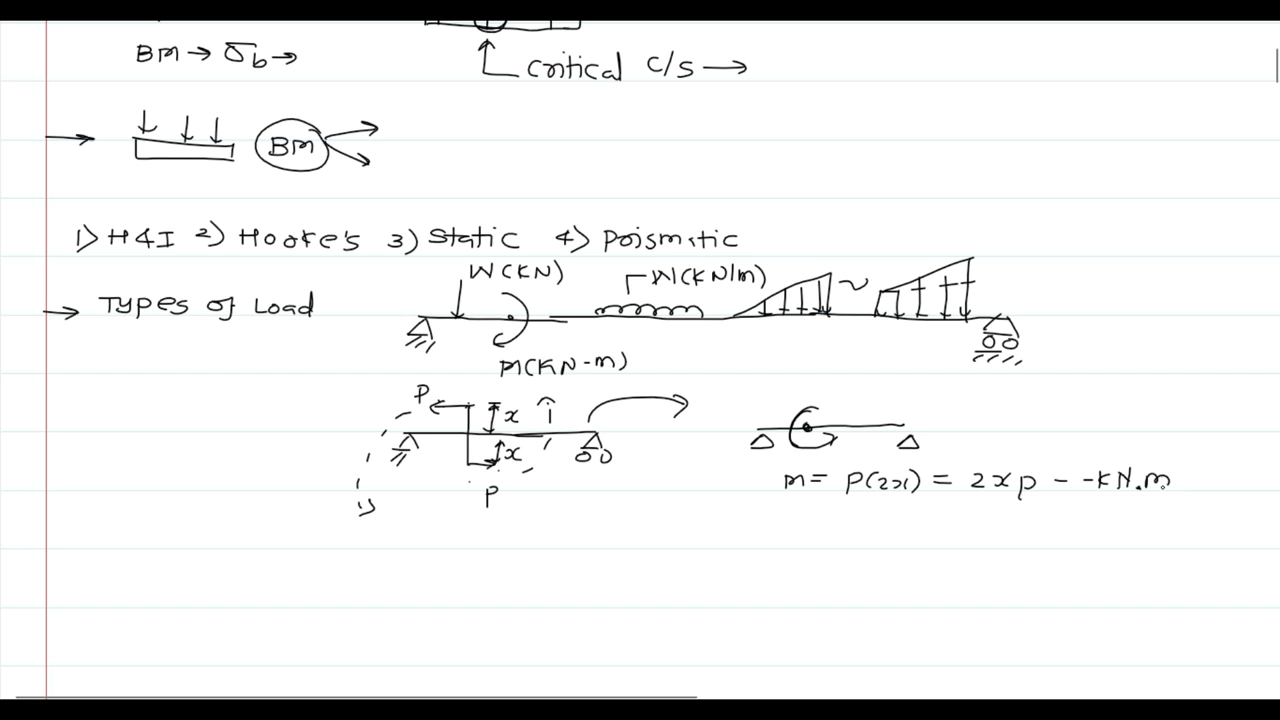 BM → σb →
critical c/s →
BM
1) H&I 2) Hooke's 3) Static 4) Prismatic
→ Types of Load
W(KN)
W(KN/m)
M(KN-m)
P
x
x
P
m = P(2x) = 2xp - -KN.m